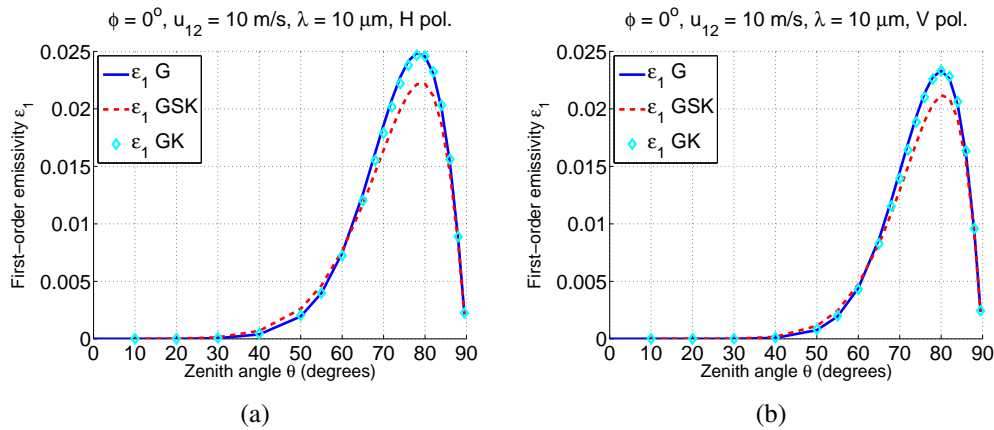 ϕ = 0°, u₁₂ = 10 m/s, λ = 10 μm, H pol.
First−order emissivity ε₁
0.025
0.02
0.015
0.01
0.005
0
ε₁ G
ε₁ GSK
ε₁ GK
0 10 20 30 40 50 60 70 80 90
Zenith angle θ (degrees)
(a)
ϕ = 0°, u₁₂ = 10 m/s, λ = 10 μm, V pol.
First−order emissivity ε₁
0.025
0.02
0.015
0.01
0.005
0
ε₁ G
ε₁ GSK
ε₁ GK
0 10 20 30 40 50 60 70 80 90
Zenith angle θ (degrees)
(b)